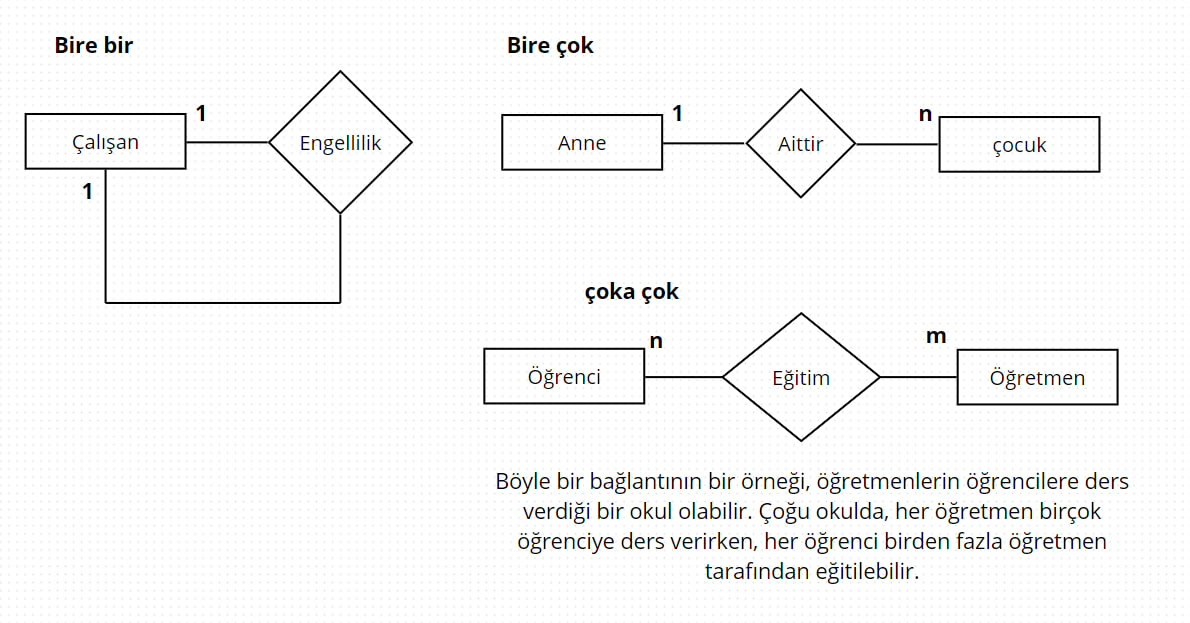 Bire bir
1
Çalışan
Engellilik
1
Bire çok
1
n
Anne
Aittir
çocuk
çoka çok
n
m
Öğrenci
Eğitim
Öğretmen
Böyle bir bağlantının bir örneği, öğretmenlerin öğrencilere ders
verdiği bir okul olabilir. Çoğu okulda, her öğretmen birçok
öğrenciye ders verirken, her öğrenci birden fazla öğretmen
tarafından eğitilebilir.